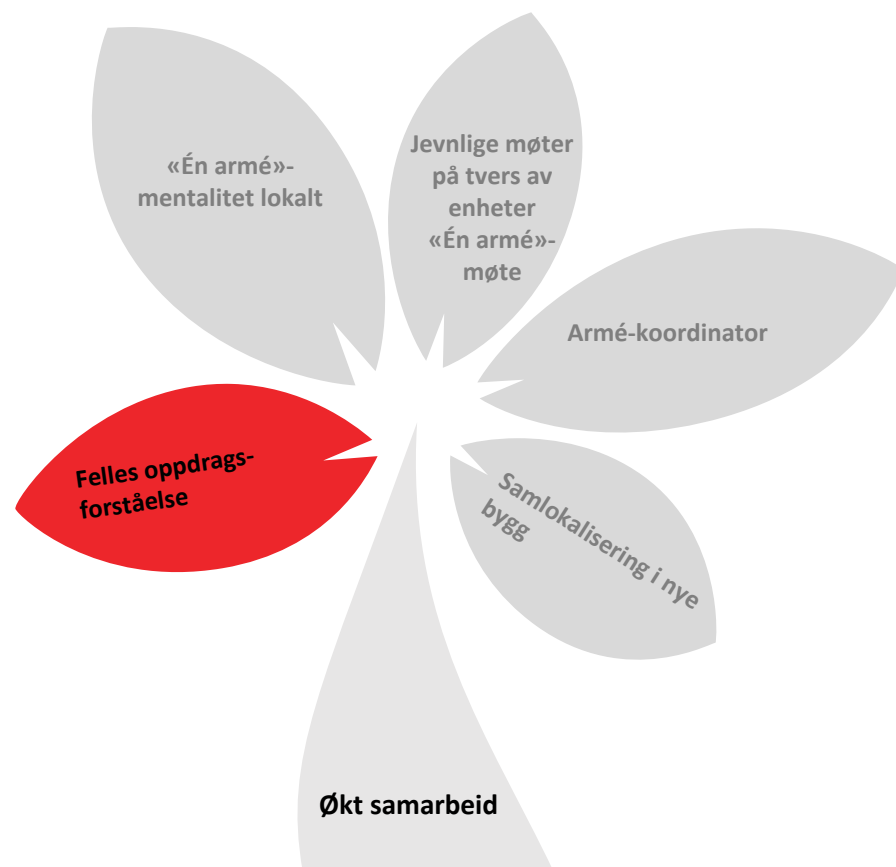 «Én armé»-
mentalitet lokalt
Jevnlige møter
på tvers av
enheter
«Én armé»-
møte
Armé-koordinator
Felles oppdrags-
forståelse
Samlokalisering i nye
bygg
Økt samarbeid